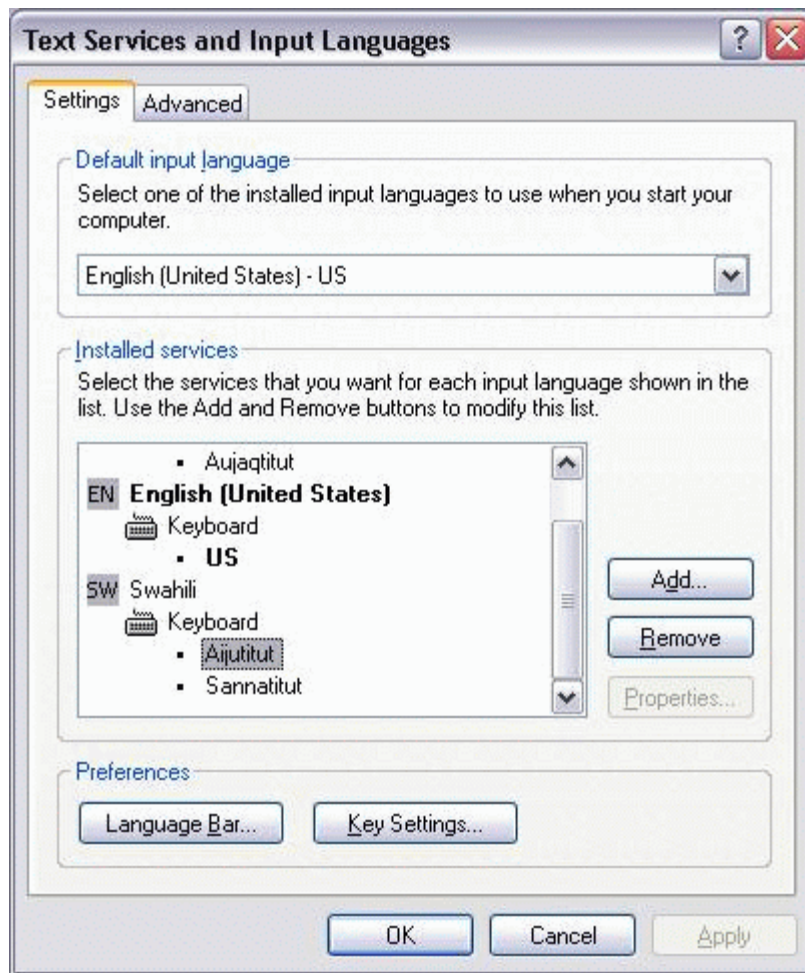 Text Services and Input Languages
Settings
Advanced
Default input language
Select one of the installed input languages to use when you start your
computer.
English (United States) - US
Installed services
Select the services that you want for each input language shown in the
list. Use the Add and Remove buttons to modify this list.
Aujaqtitut
EN English (United States)
Keyboard
US
SW Swahili
Keyboard
Aijutitut
Sannatitut
Add...
Remove
Properties...
Preferences
Language Bar...
Key Settings...
OK
Cancel
Apply